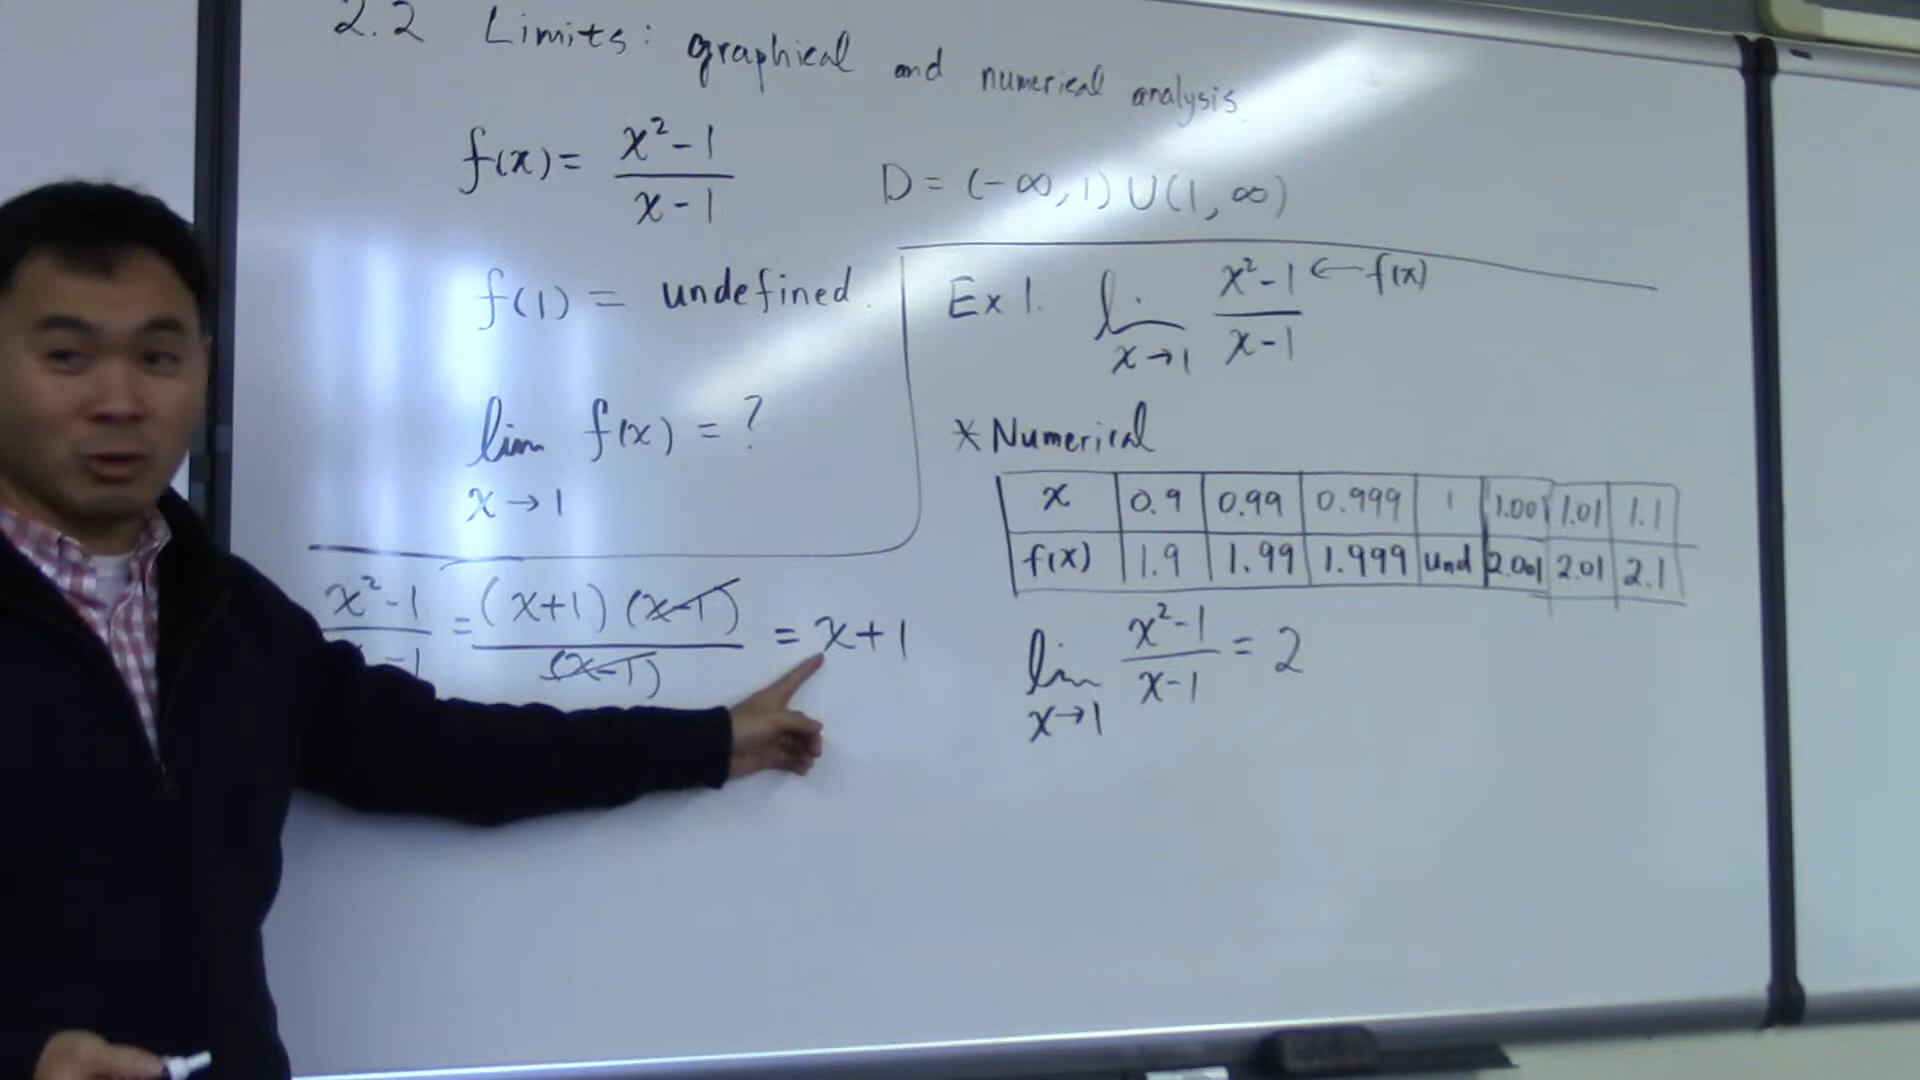 2.2 Limits: graphical and numerical analysis.
f(x) = x²-1 / x-1
D = (-∞, 1) ∪ (1, ∞)
f(1) = undefined.
lim f(x) = ?
x→1
x²-1 / x-1 = (x+1)(x-1) / (x-1) = x+1
Ex 1. lim x→1 x²-1 / x-1 ← f(x)
* Numerical
x 0.9 0.99 0.999 1 1.001 1.01 1.1
f(x) 1.9 1.99 1.999 und 2.001 2.01 2.1
lim x→1 x²-1 / x-1 = 2